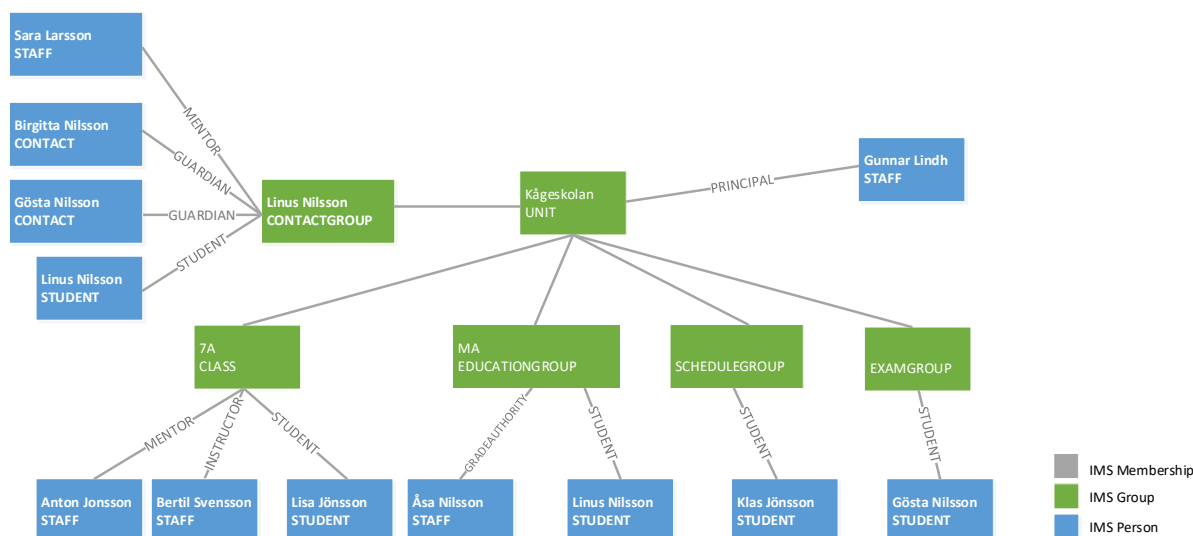 Sara Larsson
STAFF
MENTOR
Birgitta Nilsson
CONTACT
GUARDIAN
Gösta Nilsson
CONTACT
GUARDIAN
Linus Nilsson
STUDENT
STUDENT
Linus Nilsson
CONTACTGROUP
Kågeskolan
UNIT
PRINCIPAL
Gunnar Lindh
STAFF
7A
CLASS
MA
EDUCATIONGROUP
SCHEDULEGROUP
EXAMGROUP
MENTOR
INSTRUCTOR
STUDENT
GRADEAUTHORITY
STUDENT
STUDENT
STUDENT
Anton Jonsson
STAFF
Bertil Svensson
STAFF
Lisa Jönsson
STUDENT
Åsa Nilsson
STAFF
Linus Nilsson
STUDENT
Klas Jönsson
STUDENT
Gösta Nilsson
STUDENT
IMS Membership
IMS Group
IMS Person